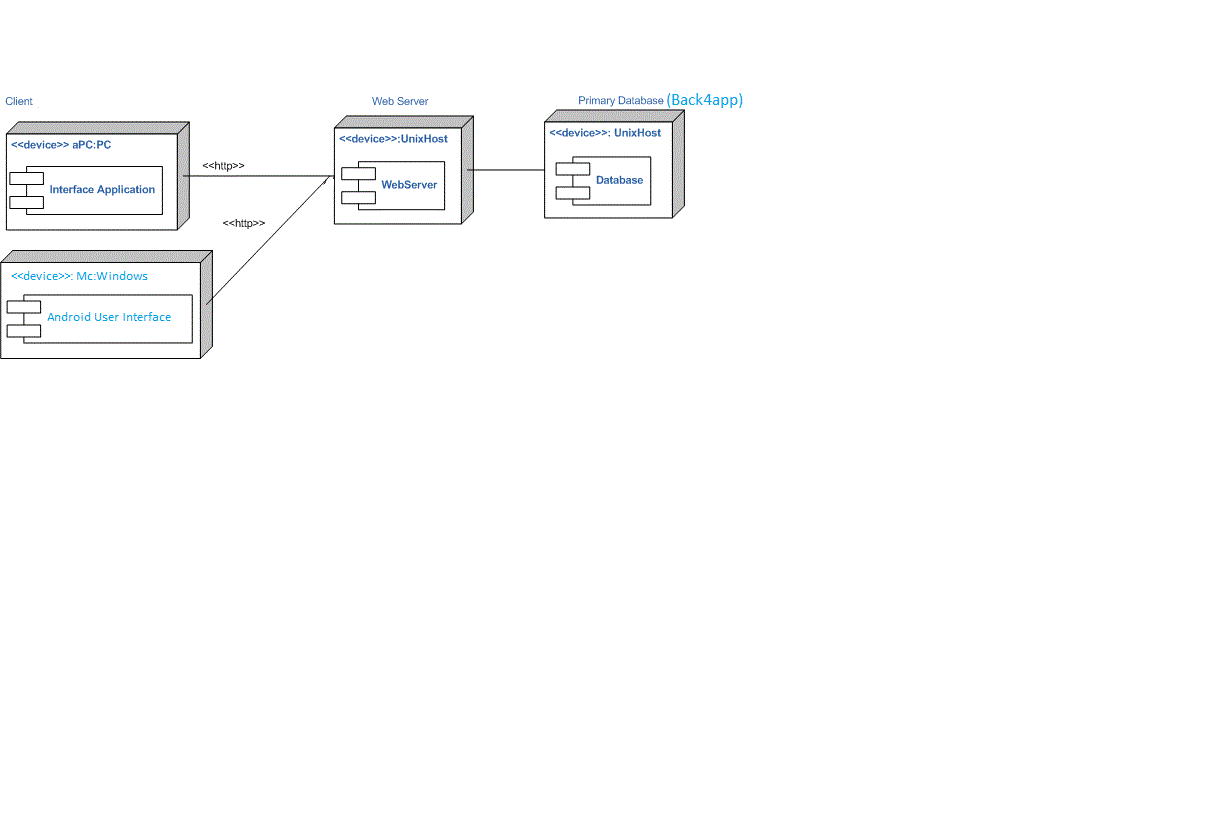 Client
Web Server
Primary Database (Back4app)
<<device>> aPC:PC
Interface Application
<<http>>
<<device>>:UnixHost
WebServer
<<device>>: UnixHost
Database
<<http>>
<<device>>: Mc:Windows
Android User Interface